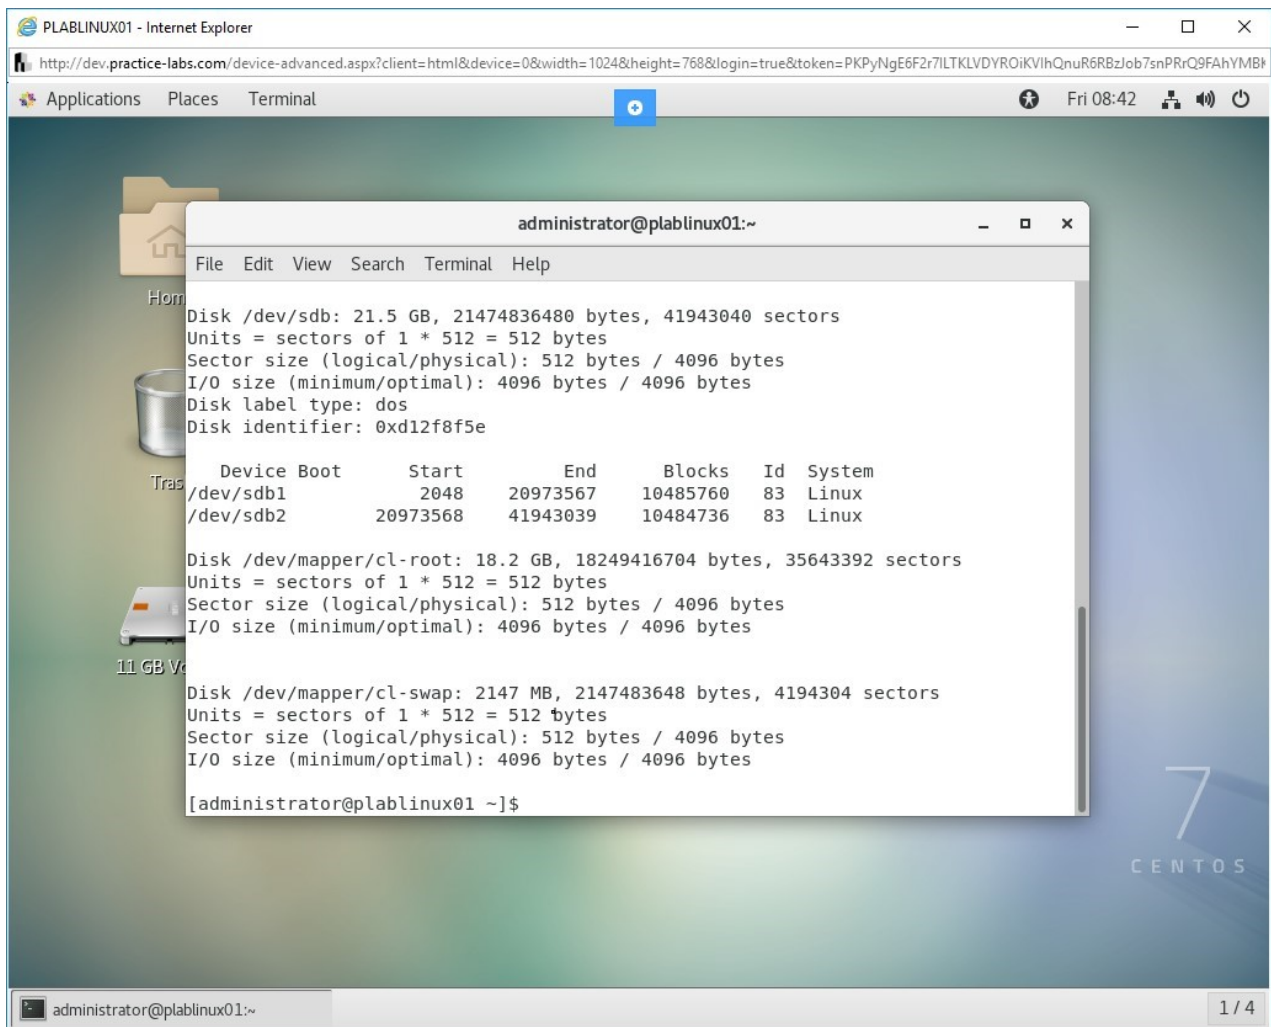 PLABLINUX01 - Internet Explorer
http://dev.practice-labs.com/device-advanced.aspx?client=html&device=0&width=1024&height=768&login=true&token=
Applications Places Terminal Fri 08:42
Home
Trash
11 GB Vo
administrator@plablinux01:~
File Edit View Search Terminal Help
Disk /dev/sdb: 21.5 GB, 21474836480 bytes, 41943040 sectors
Units = sectors of 1 * 512 = 512 bytes
Sector size (logical/physical): 512 bytes / 4096 bytes
I/O size (minimum/optimal): 4096 bytes / 4096 bytes
Disk label type: dos
Disk identifier: 0xd12f8f5e
Device Boot Start End Blocks Id System
/dev/sdb1 2048 20973567 10485760 83 Linux
/dev/sdb2 20973568 41943039 10484736 83 Linux
Disk /dev/mapper/cl-root: 18.2 GB, 18249416704 bytes, 35643392 sectors
Units = sectors of 1 * 512 = 512 bytes
Sector size (logical/physical): 512 bytes / 4096 bytes
I/O size (minimum/optimal): 4096 bytes / 4096 bytes
Disk /dev/mapper/cl-swap: 2147 MB, 2147483648 bytes, 4194304 sectors
Units = sectors of 1 * 512 = 512 bytes
Sector size (logical/physical): 512 bytes / 4096 bytes
I/O size (minimum/optimal): 4096 bytes / 4096 bytes
[administrator@plablinux01 ~]$
7
CENTOS
administrator@plablinux01:~ 1 / 4